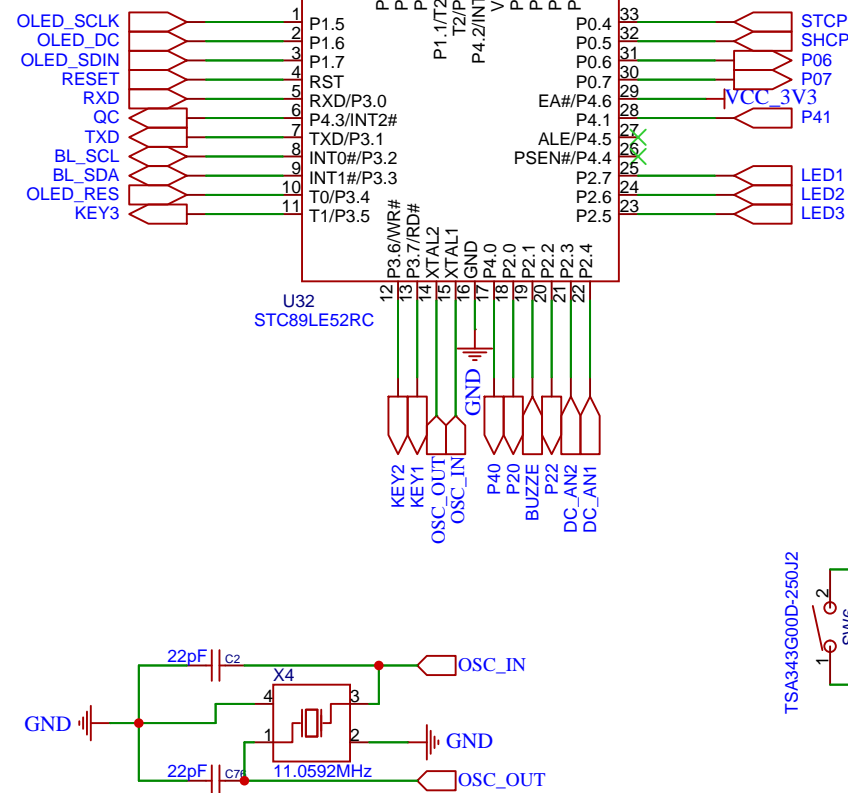 OLED_SCLK 1 P1.5
OLED_DC 2 P1.6
OLED_SDIN 3 P1.7
RESET 4 RST
RXD 5 RXD/P3.0
QC 6 P4.3/INT2#
TXD 7 TXD/P3.1
BL_SCL 8 INT0#/P3.2
BL_SDA 9 INT1#/P3.3
OLED_RES 10 T0/P3.4
KEY3 11 T1/P3.5
P1.1/T2
P0.4 33 STCP
P0.5 32 SHCP
P0.6 31 P06
P0.7 30 P07
EA#/P4.6 29 VCC_3V3
P4.1 28 P41
ALE/P4.5 27
PSEN#/P4.4 26
P2.7 25 LED1
P2.6 24 LED2
P2.5 23 LED3
12 P3.6/WR#
13 P3.7/RD#
14 XTAL2
15 XTAL1
16 GND
17 P4.0
18 P2.0
19 P2.1
20 P2.2
21 P2.3
22 P2.4
U32
STC89LE52RC
GND
KEY2
KEY1
OSC_OUT
OSC_IN
P40
P20
BUZZE
P22
DC_AN2
DC_AN1
22pF C2
OSC_IN
X4
4 3
GND
1 2
GND
11.0592MHz
22pF C76
OSC_OUT
TSA343G00D-250J2
2
1